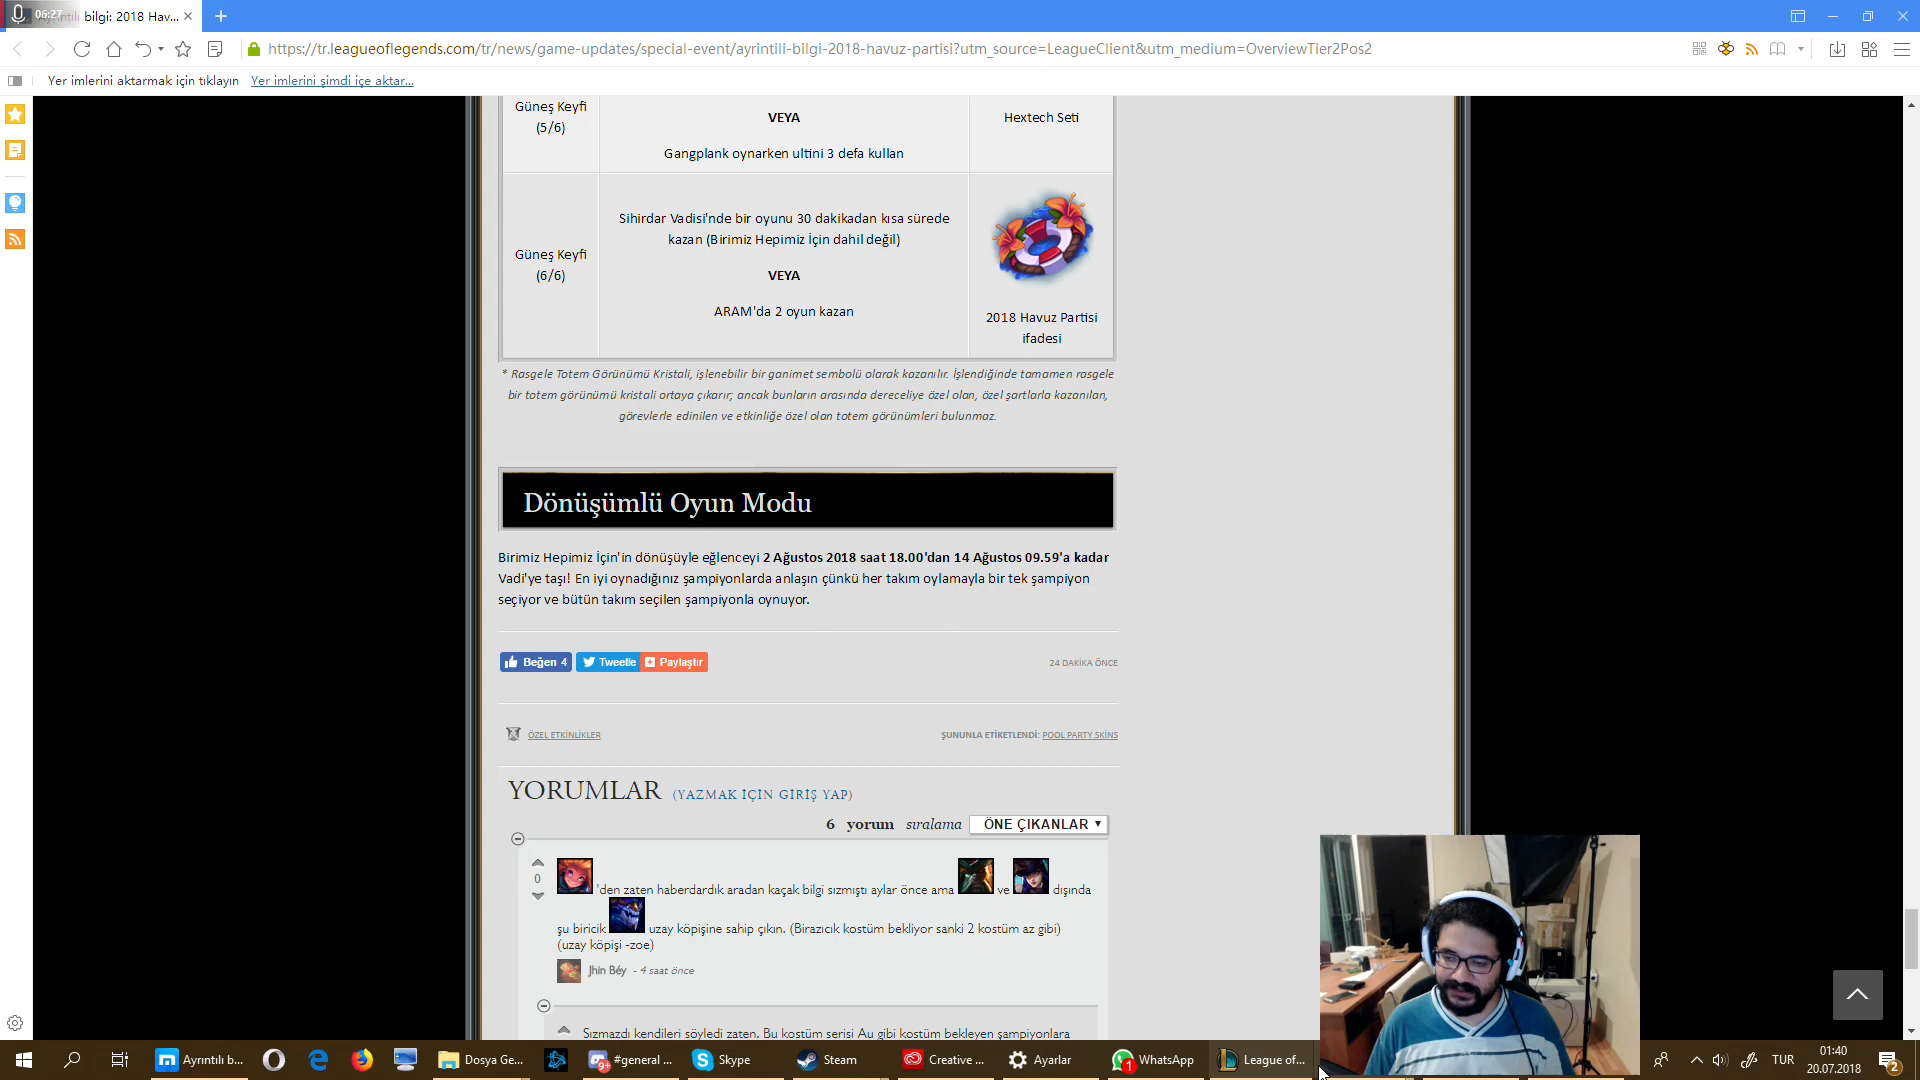 06:27
bilgi: 2018 Hav...
https://tr.leagueoflegends.com/tr/news/game-updates/special-event/ayrintili-bilgi-2018-havuz-partisi?utm_source=LeagueClient&utm_medium=OverviewTier2Pos2
Yer imlerini aktarmak için tıklayın Yer imlerini şimdi içe aktar...
Güneş Keyfi
(5/6)
VEYA
Gangplank oynarken ultini 3 defa kullan
Hextech Seti
Güneş Keyfi
(6/6)
Sihirdar Vadisi'nde bir oyunu 30 dakikadan kısa sürede
kazan (Birimiz Hepimiz İçin dahil değil)
VEYA
ARAM'da 2 oyun kazan
2018 Havuz Partisi
ifadesi
* Rasgele Totem Görünümü Kristali, işlenebilir bir ganimet sembolü olarak kazanılır. İşlendiğinde tamamen rasgele
bir totem görünümü kristali ortaya çıkarır; ancak bunların arasında dereceliye özel olan, özel şartlarla kazanılan,
görevlerle edinilen ve etkinliğe özel olan totem görünümleri bulunmaz.
Dönüşümlü Oyun Modu
Birimiz Hepimiz İçin'in dönüşüyle eğlenceyi 2 Ağustos 2018 saat 18.00'dan 14 Ağustos 09.59'a kadar
Vadi'ye taşı! En iyi oynadığınız şampiyonlarda anlaşın çünkü her takım oylamayla bir tek şampiyon
seçiyor ve bütün takım seçilen şampiyonla oynuyor.
Beğen 4 Tweetle Paylaştır 24 DAKİKA ÖNCE
ÖZEL ETKİNLİKLER ŞUNUNLA ETİKETLENDİ: POOL PARTY SKİNS
YORUMLAR (YAZMAK İÇİN GİRİŞ YAP)
6 yorum sıralama ÖNE ÇIKANLAR
0
'den zaten haberdardık aradan kaçak bilgi sızmıştı aylar önce ama ve dışında
şu biricik uzay köpişine sahip çıkın. (Birazıcık kostüm bekliyor sanki 2 kostüm az gibi)
(uzay köpişi -zoe)
Jhin Béy - 4 saat önce
Sızmazdı kendileri söyledi zaten. Bu kostüm serisi Au gibi kostüm bekleyen şampiyonlara
Ayrıntılı b... Dosya Ge... 9+ #general ... Skype Steam Creative ... Ayarlar 1 WhatsApp League of... TUR 01:40 2
20.07.2018